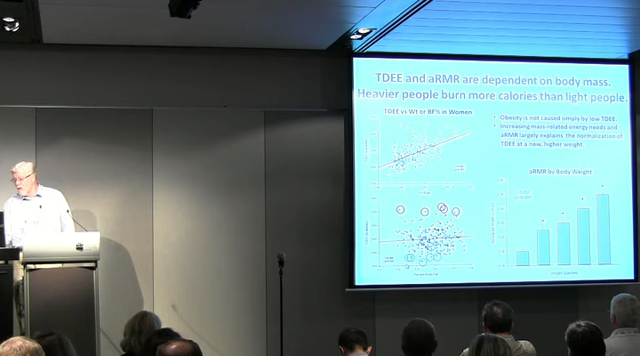 TDEE and aRMR are dependent on body mass.
Heavier people burn more calories than light people.
TDEE vs Wt or BF% in Women
• Obesity is not caused simply by low TDEE.
• Increasing mass-related energy needs and
aRMR largely explains the normalization of
TDEE at a new, higher weight.
aRMR by Body Weight